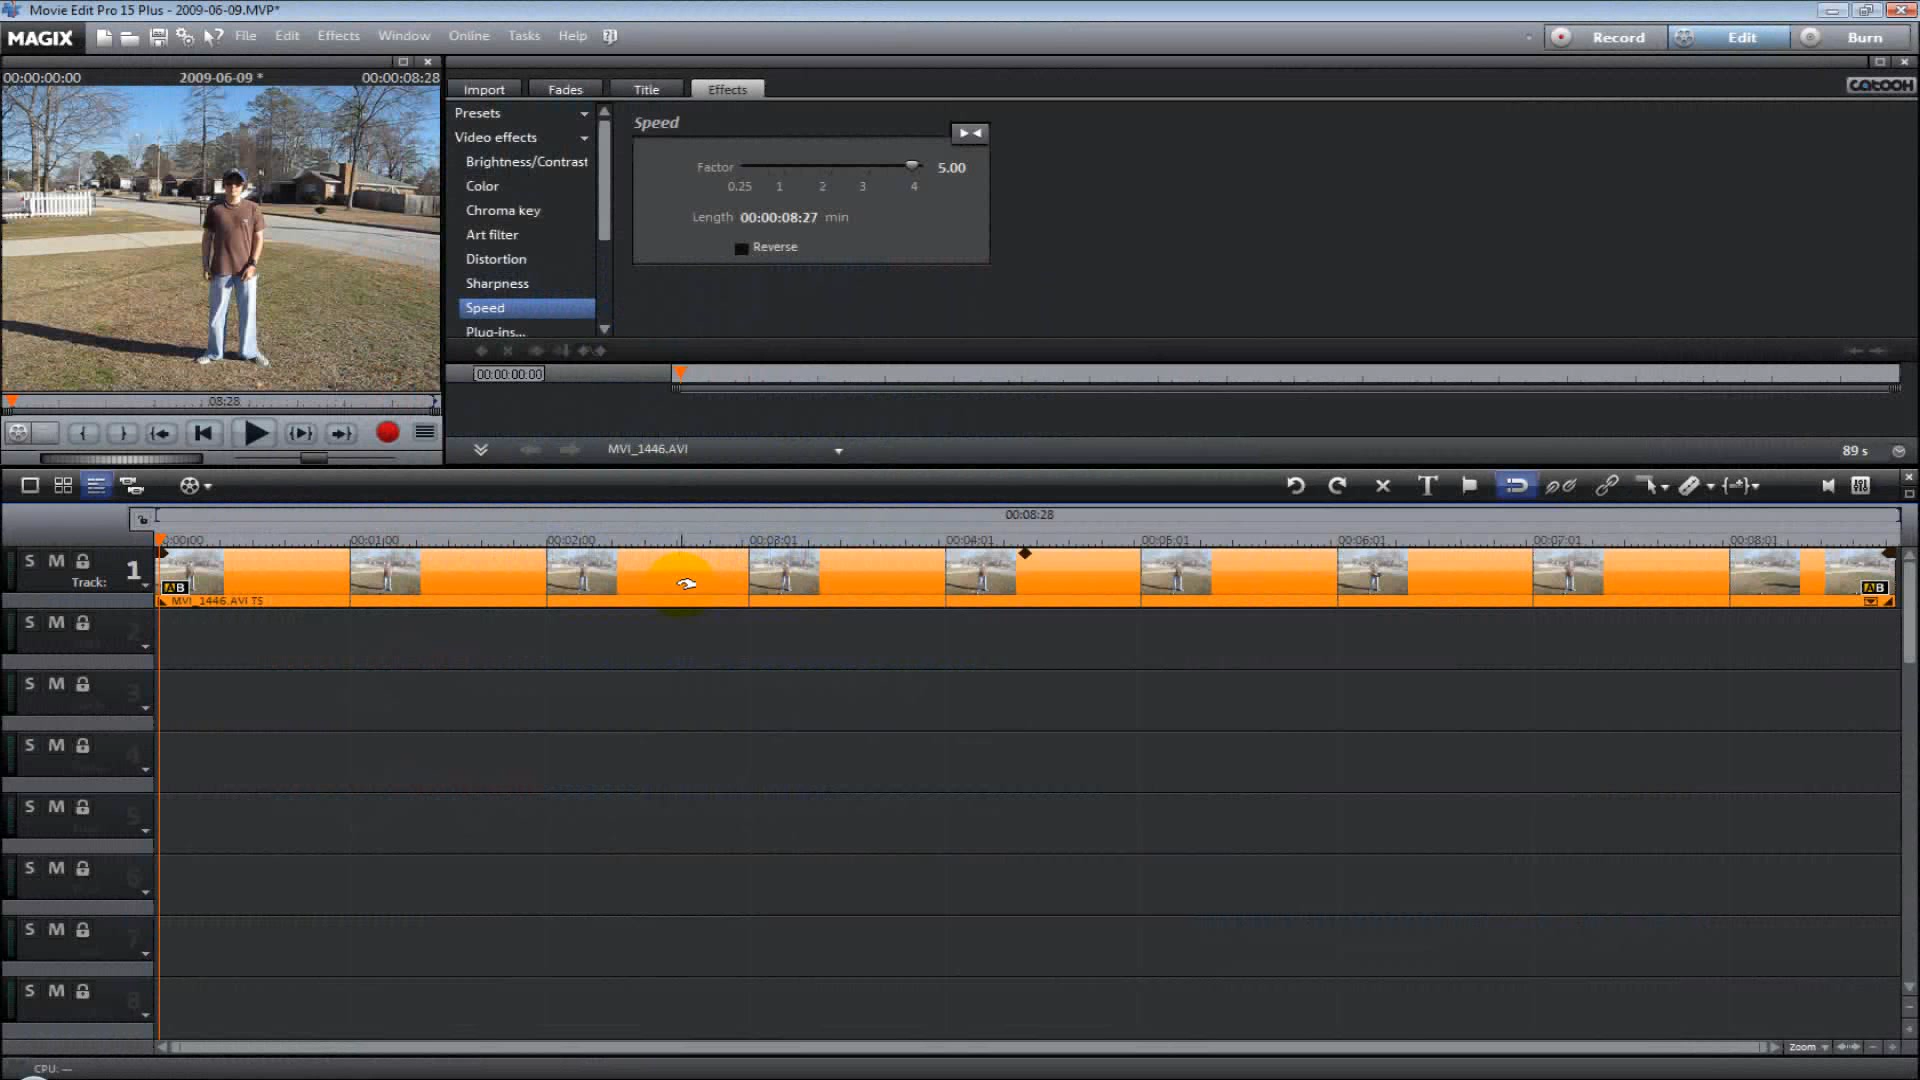 Movie Edit Pro 15 Plus - 2009-06-09.MVP*
MAGIX File Edit Effects Window Online Tasks Help Record Edit Burn
00:00:00:00 2009-06-09 * 00:00:08:28
Import Fades Title Effects catooh
Presets
Video effects
Brightness/Contrast
Color
Chroma key
Art filter
Distortion
Sharpness
Speed
Plug-ins...
Speed
Factor 5.00
0.25 1 2 3 4
Length 00:00:08:27 min
Reverse
00:00:00:00
08:28
MVI_1446.AVI 89 s
00:08:28
0:00:00 00:01:00 00:02:00 00:03:01 00:04:01 00:05:01 00:06:01 00:07:01 00:08:01
S M
Track: 1
AB AB
MVI_1446.AVI TS
S M 2
S M 3
S M 4
S M 5
S M 6
S M 7
S M 8
Zoom
CPU: —